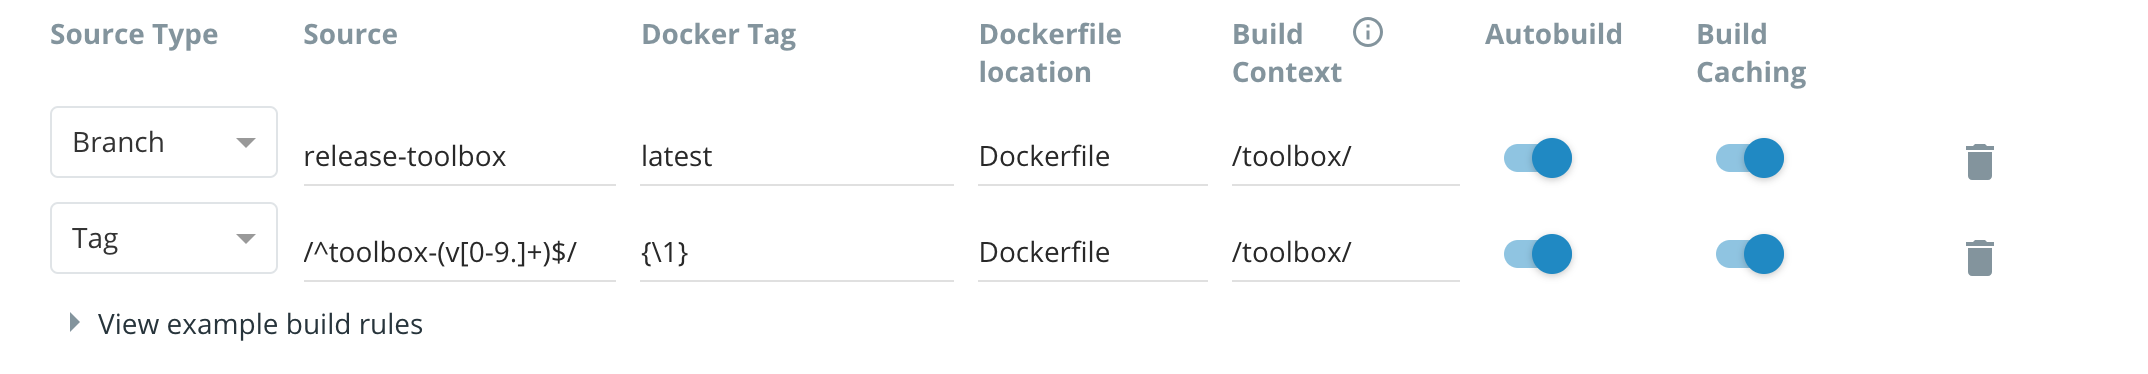 Source Type Source Docker Tag Dockerfile location Build Context Autobuild Build Caching
Branch release-toolbox latest Dockerfile /toolbox/
Tag /^toolbox-(v[0-9.]+)$/ {\1} Dockerfile /toolbox/
View example build rules